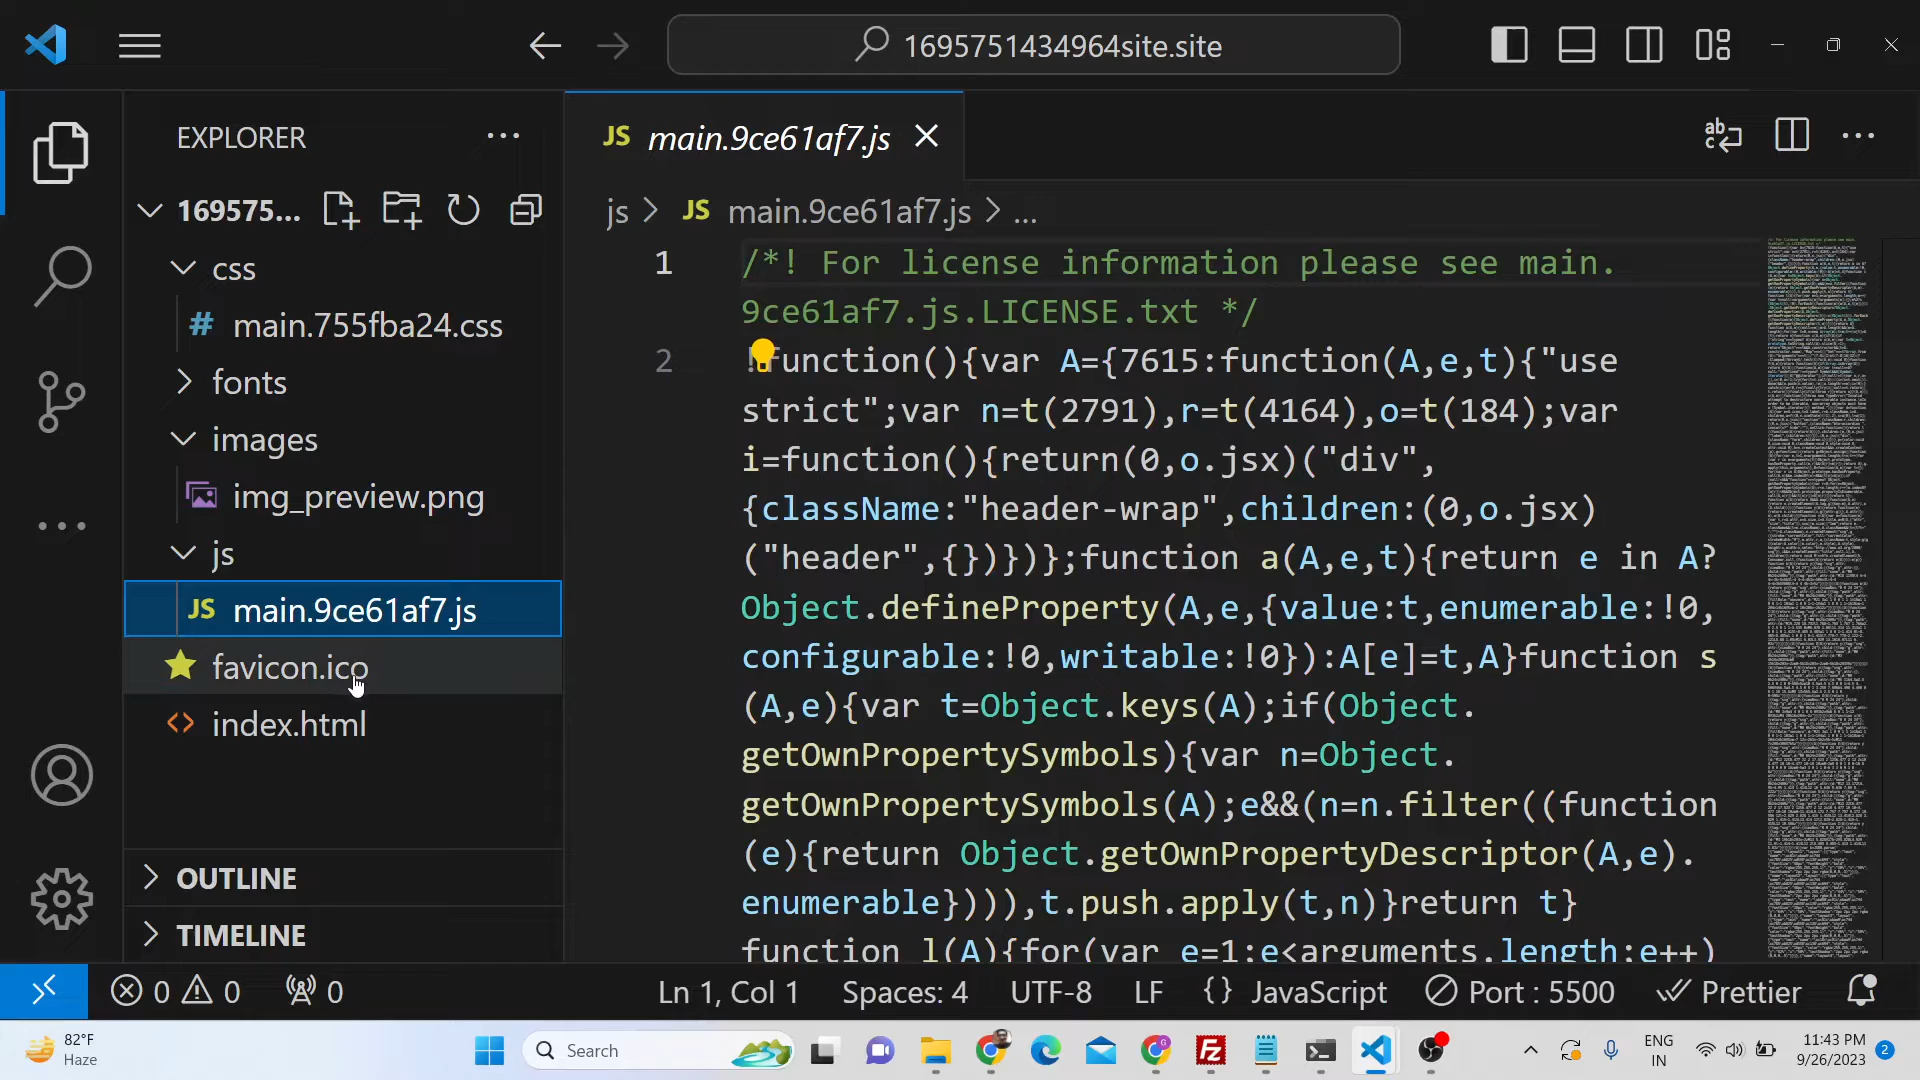 1695751434964site.site
EXPLORER
169575...
css
# main.755fba24.css
fonts
images
img_preview.png
js
JS main.9ce61af7.js
favicon.ico
<> index.html
OUTLINE
TIMELINE
JS main.9ce61af7.js
js > JS main.9ce61af7.js > ...
1 /*! For license information please see main.
9ce61af7.js.LICENSE.txt */
2 !function(){var A={7615:function(A,e,t){"use
strict";var n=t(2791),r=t(4164),o=t(184);var
i=function(){return(0,o.jsx)("div",
{className:"header-wrap",children:(0,o.jsx)
("header",{})})};function a(A,e,t){return e in A?
Object.defineProperty(A,e,{value:t,enumerable:!0,
configurable:!0,writable:!0}):A[e]=t,A}function s
(A,e){var t=Object.keys(A);if(Object.
getOwnPropertySymbols){var n=Object.
getOwnPropertySymbols(A);e&&(n=n.filter((function
(e){return Object.getOwnPropertyDescriptor(A,e).
enumerable}))),t.push.apply(t,n)}return t}
function l(A){for(var e=1;e<arguments.length;e++)
0 0 0 Ln 1, Col 1 Spaces: 4 UTF-8 LF {} JavaScript Port : 5500 Prettier
82°F
Haze
Search
ENG
IN
11:43 PM
9/26/2023
2